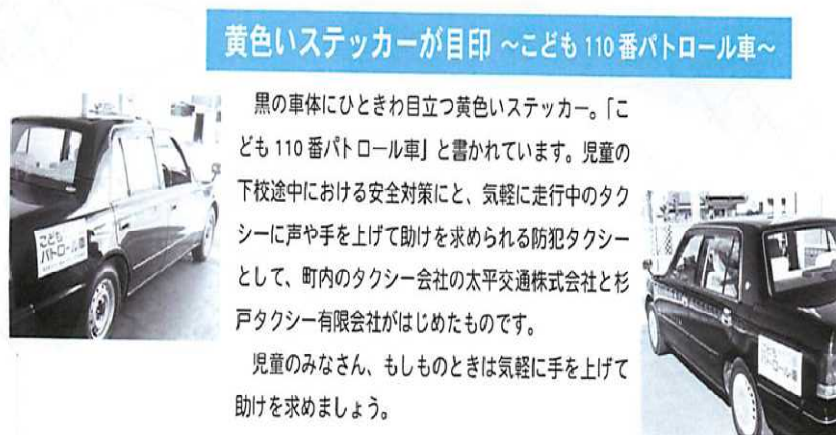 黄色いステッカーが目印 ～こども 110 番パトロール車～
黒の車体にひときわ目立つ黄色いステッカー。「こ
ども 110 番パトロール車」と書かれています。児童の
下校途中における安全対策にと、気軽に走行中のタク
シーに声や手を上げて助けを求められる防犯タクシー
として、町内のタクシー会社の太平交通株式会社と杉
戸タクシー有限会社がはじめたものです。
児童のみなさん、もしものときは気軽に手を上げて
助けを求めましょう。
こども
パトロール車
こども
パトロール車